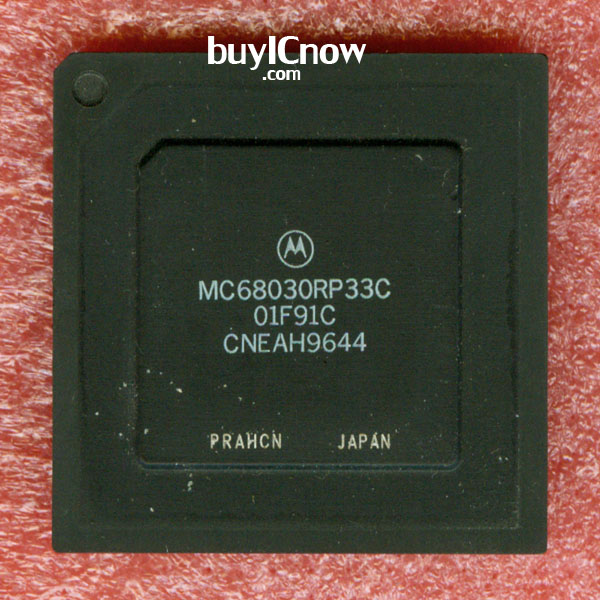 buyICnow
.com
MC68030RP33C
01F91C
CNEAH9644
PRAHCN JAPAN